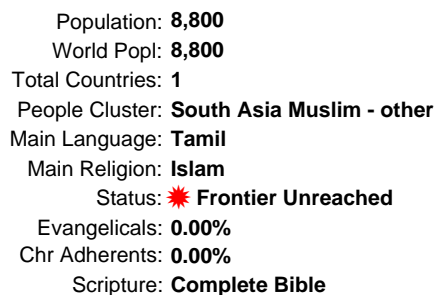 Population: 8,800
World Popl: 8,800
Total Countries: 1
People Cluster: South Asia Muslim - other
Main Language: Tamil
Main Religion: Islam
Status: Frontier Unreached
Evangelicals: 0.00%
Chr Adherents: 0.00%
Scripture: Complete Bible